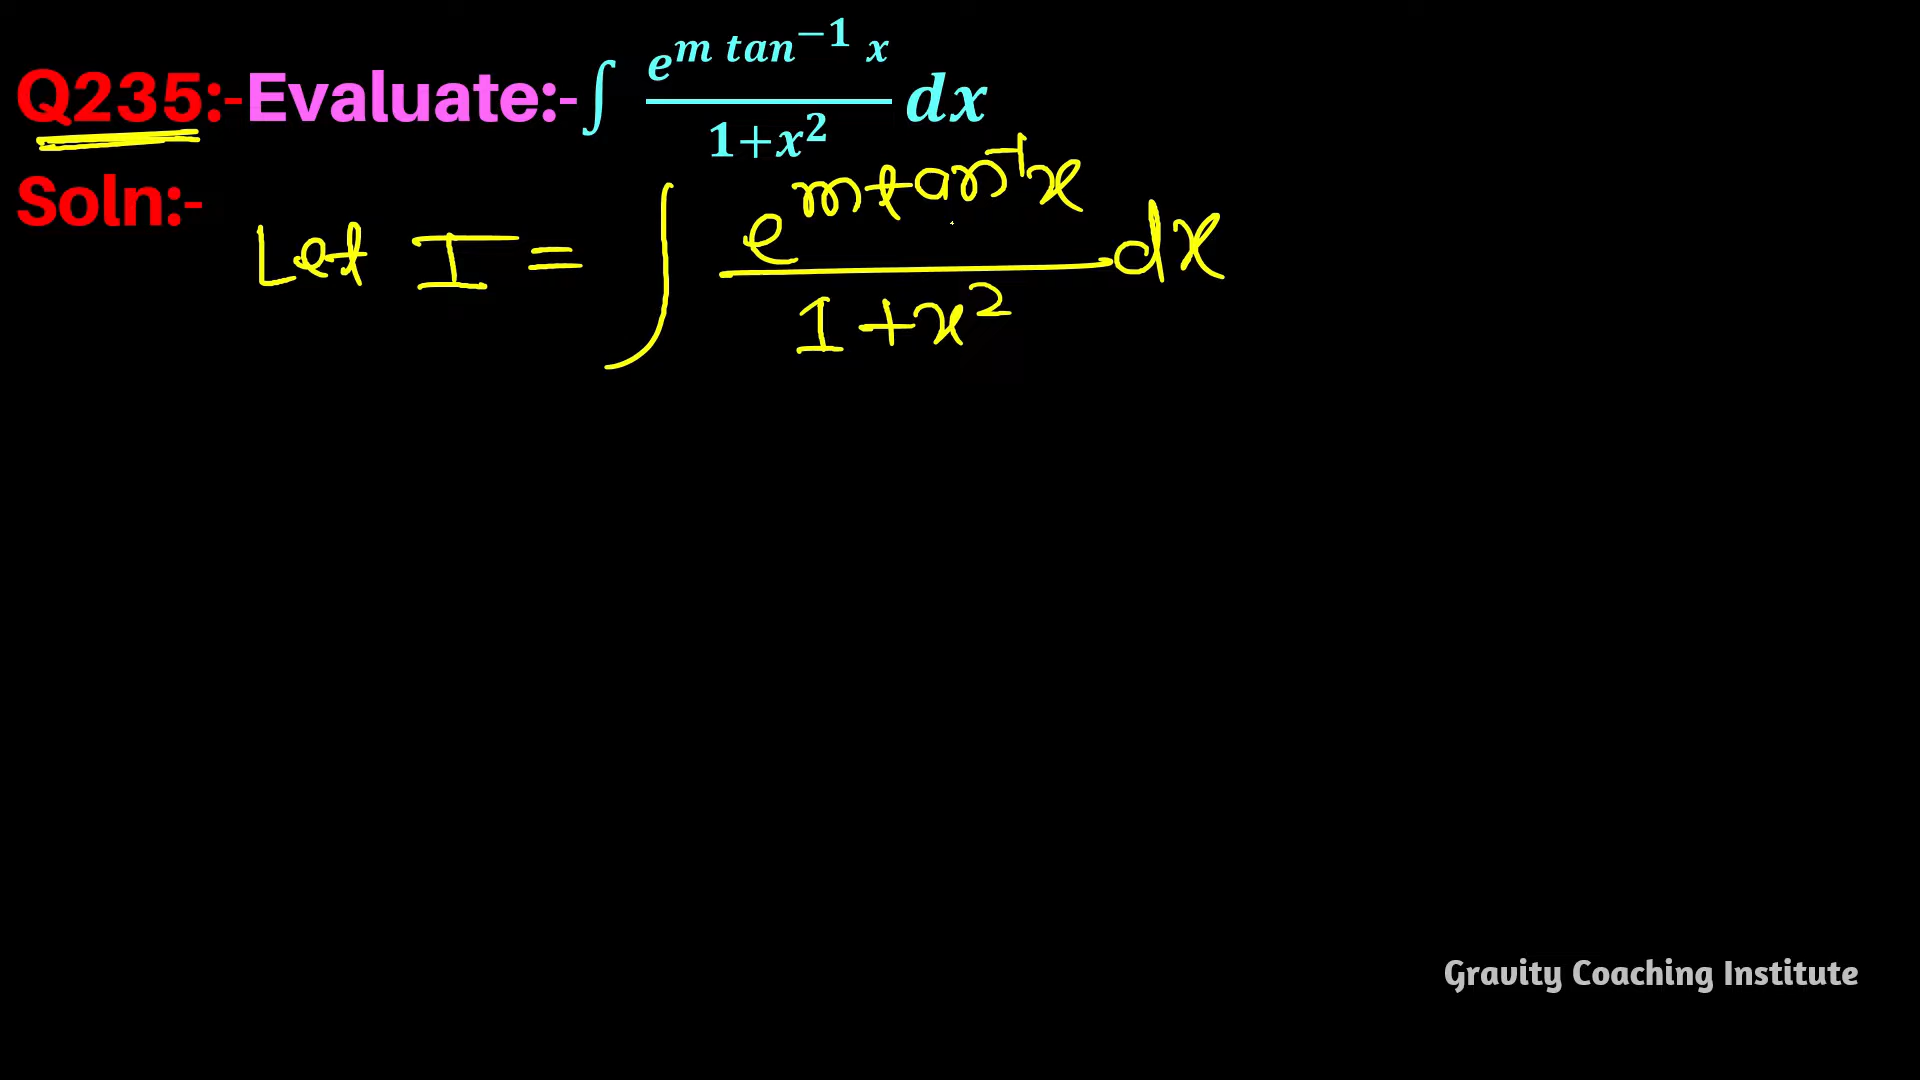 Q235:-Evaluate:-∫ e^{m tan^{-1} x}/(1+x²) dx
Soln:-
Let I = ∫ e^{m tan^{-1} x}/(1+x²) dx
Gravity Coaching Institute